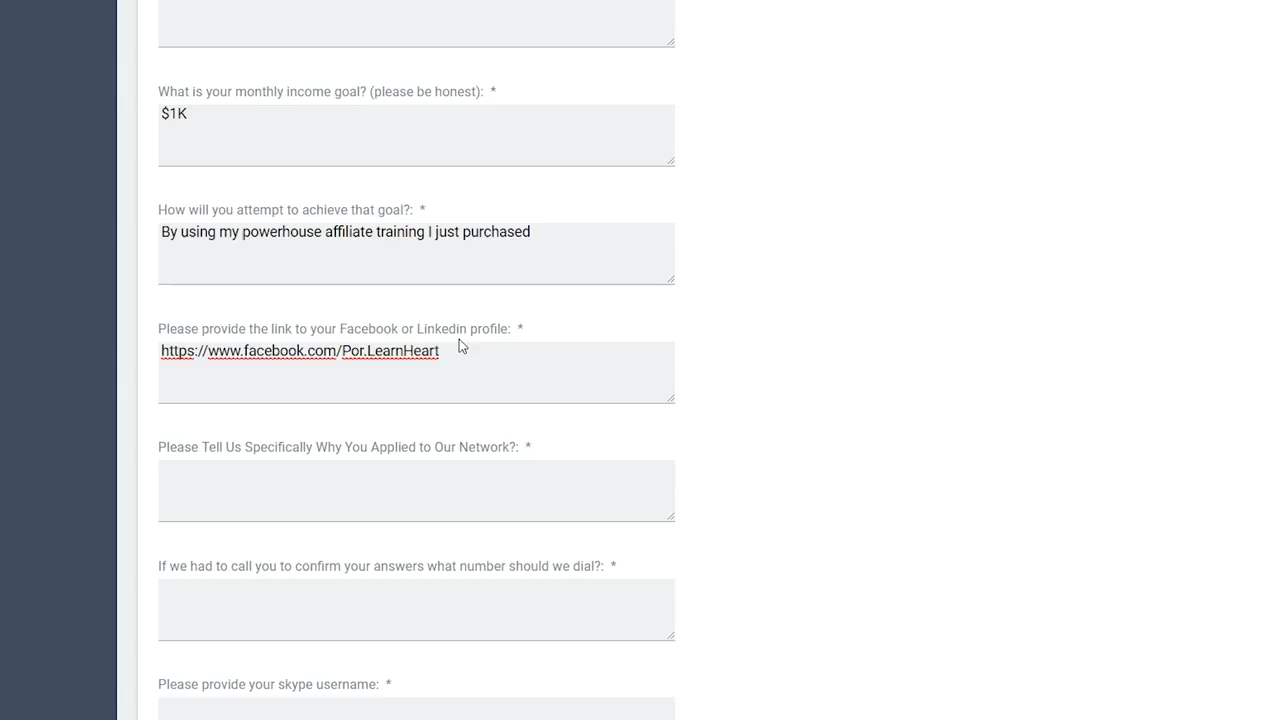 What is your monthly income goal? (please be honest): *
$1K
How will you attempt to achieve that goal?: *
By using my powerhouse affiliate training I just purchased
Please provide the link to your Facebook or Linkedin profile: *
https://www.facebook.com/Por.LearnHeart
Please Tell Us Specifically Why You Applied to Our Network?: *
If we had to call you to confirm your answers what number should we dial?: *
Please provide your skype username: *